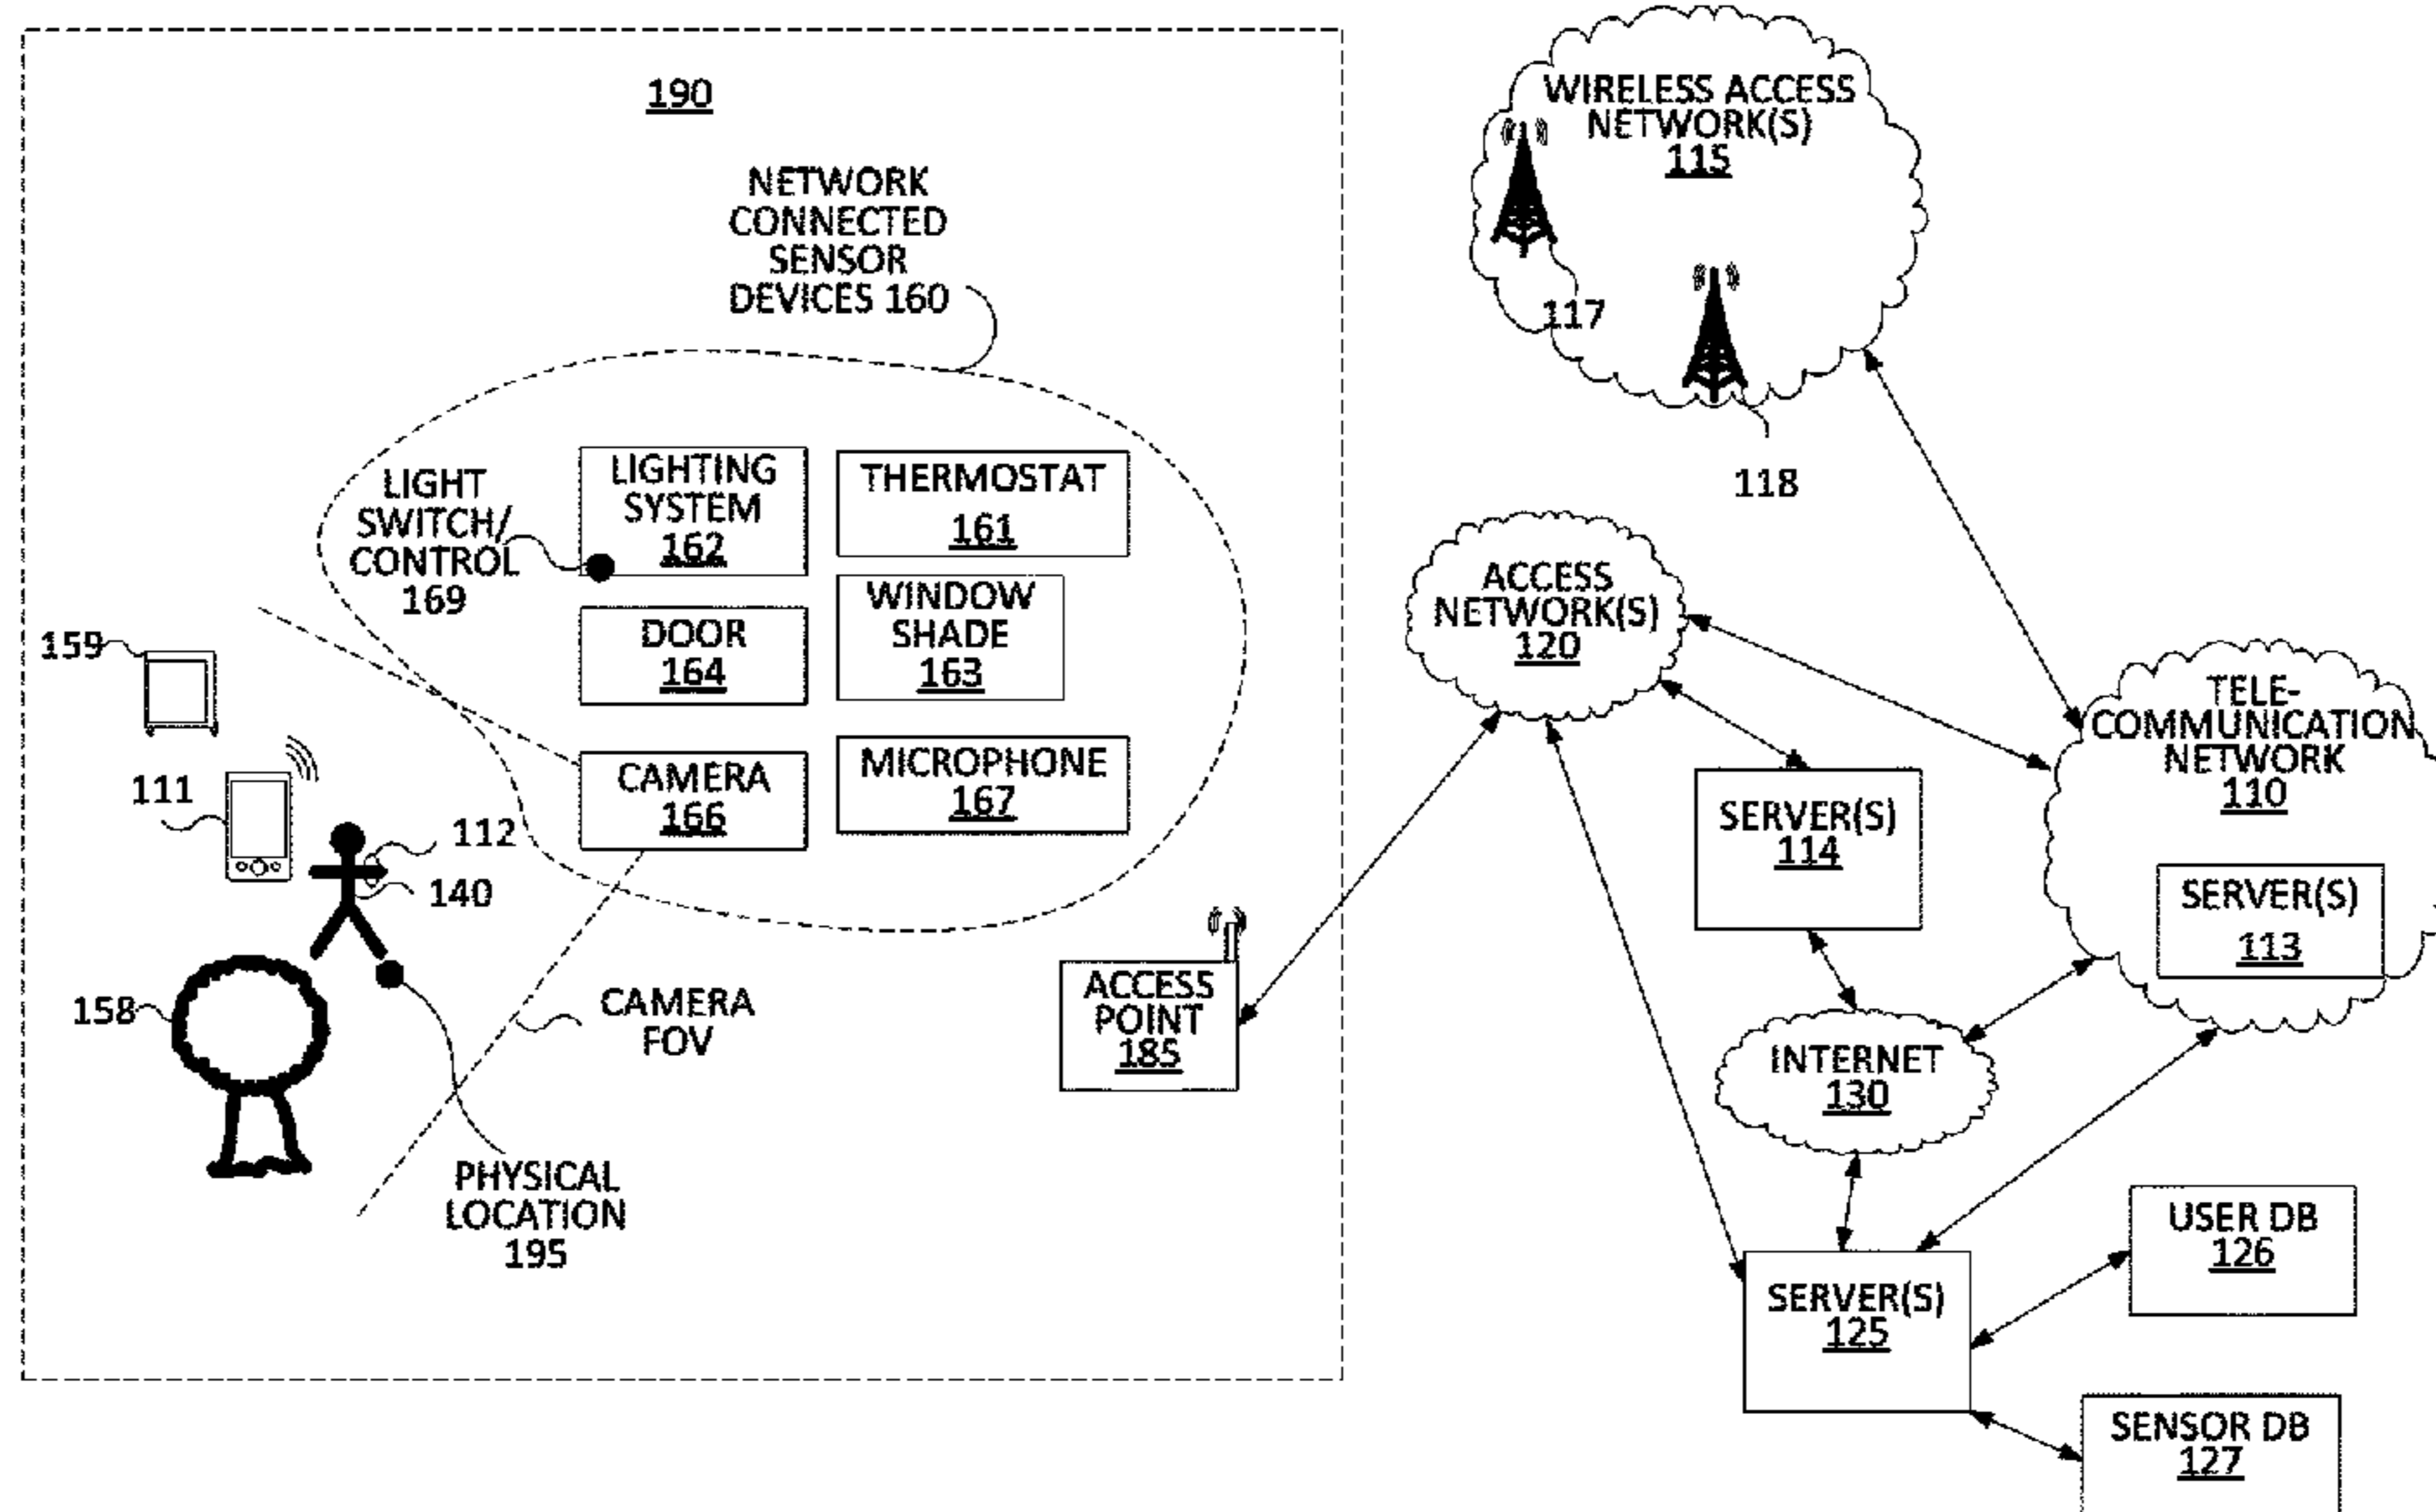 190
NETWORK
CONNECTED
SENSOR
DEVICES 160
LIGHT
SWITCH/
CONTROL
169
LIGHTING
SYSTEM
162
THERMOSTAT
161
DOOR
164
WINDOW
SHADE
163
CAMERA
166
MICROPHONE
167
159
111
112
140
158
CAMERA
FOV
PHYSICAL
LOCATION
195
ACCESS
POINT
185
WIRELESS ACCESS
NETWORK(S)
115
117
118
ACCESS
NETWORK(S)
120
TELE-
COMMUNICATION
NETWORK
110
SERVER(S)
113
SERVER(S)
114
INTERNET
130
SERVER(S)
125
USER DB
126
SENSOR DB
127